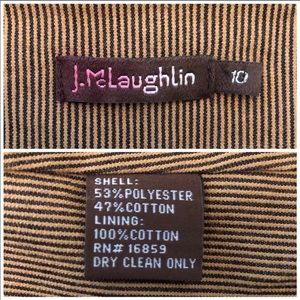 J.McLaughlin 10
SHELL:
53%POLYESTER
47%COTTON
LINING:
100%COTTON
RN# 16859
DRY CLEAN ONLY